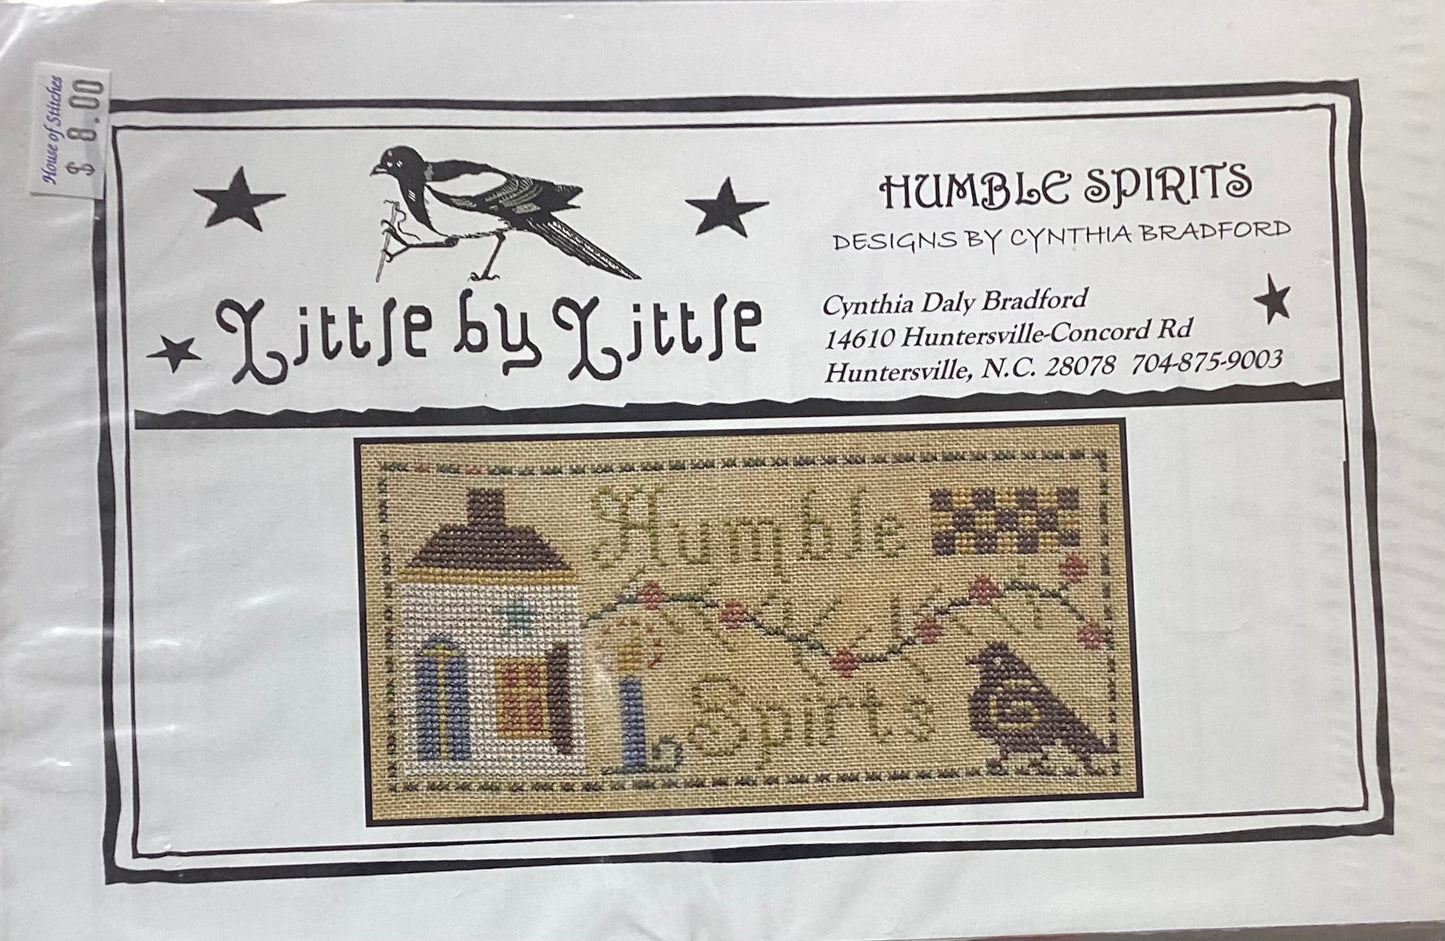 House of Stitches
$ 8.00
Little by Little
HUMBLE SPIRITS
DESIGNS BY CYNTHIA BRADFORD
Cynthia Daly Bradford
14610 Huntersville-Concord Rd
Huntersville, N.C. 28078 704-875-9003
Humble
Spirts